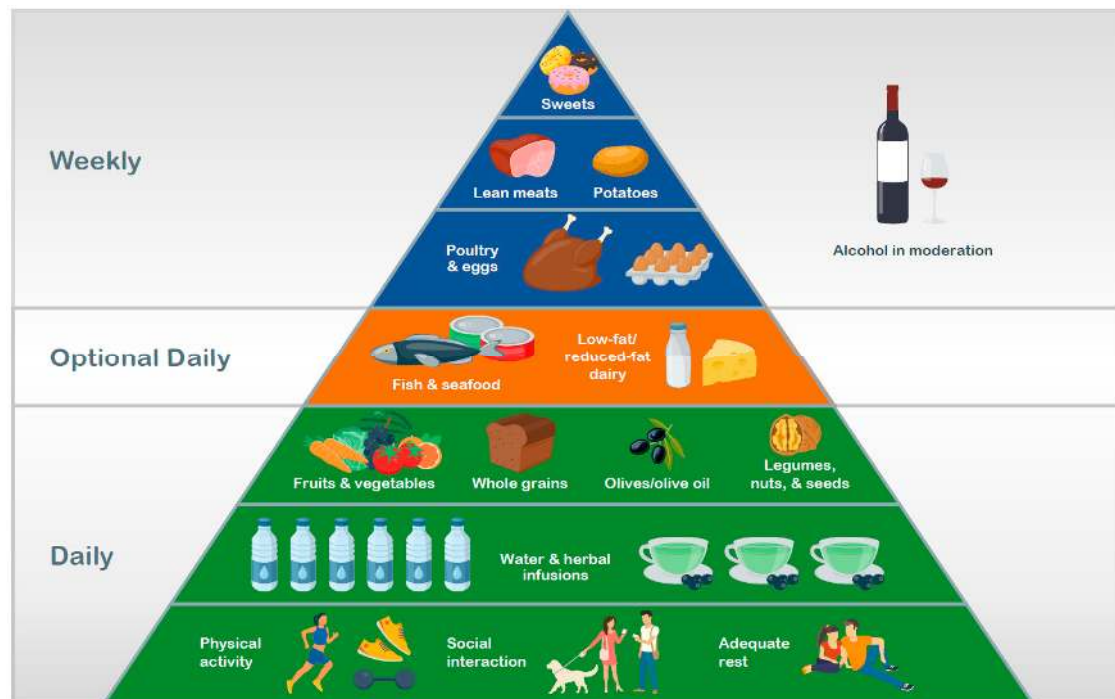 Sweets
Weekly
Lean meats
Potatoes
Poultry
& eggs
Alcohol in moderation
Optional Daily
Fish & seafood
Low-fat/
reduced-fat
dairy
Fruits & vegetables
Whole grains
Olives/olive oil
Legumes,
nuts, & seeds
Daily
Water & herbal
infusions
Physical
activity
Social
interaction
Adequate
rest